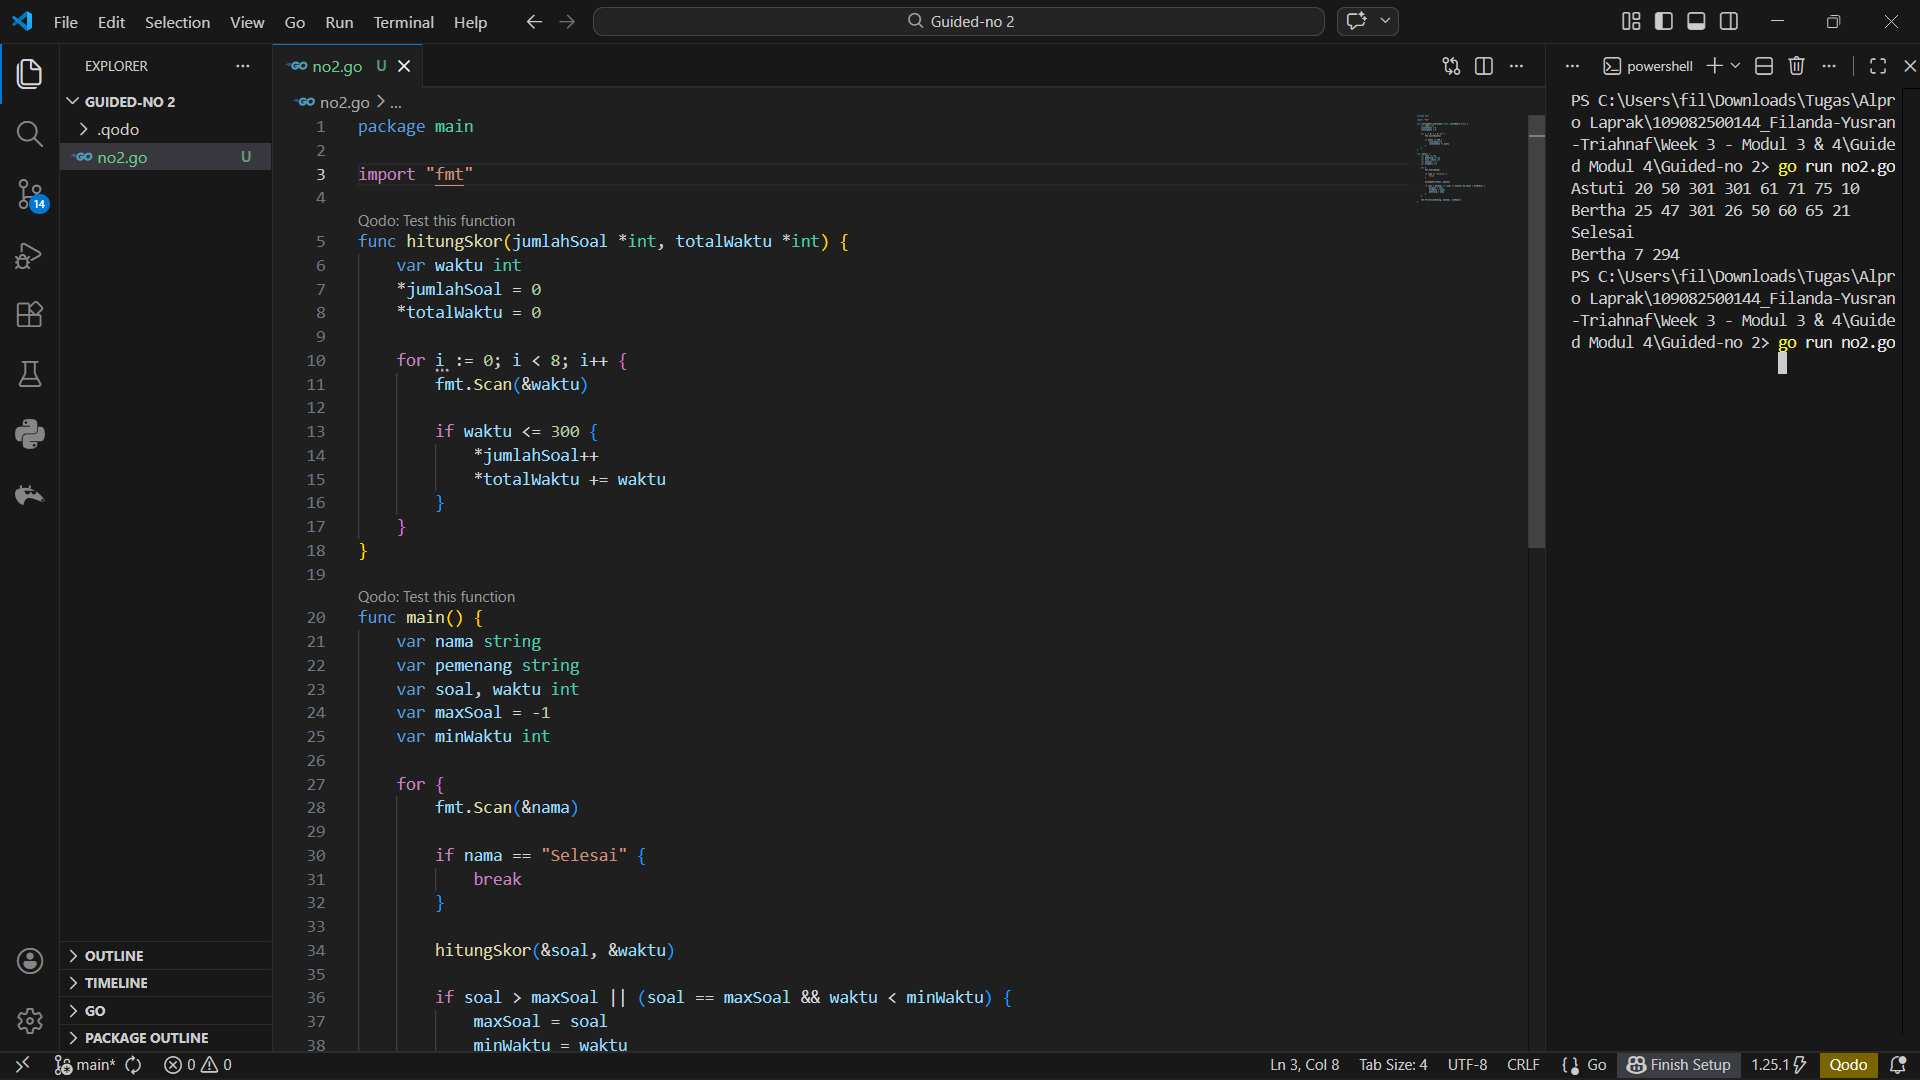 File Edit Selection View Go Run Terminal Help
Guided-no 2
EXPLORER
GUIDED-NO 2
.qodo
GO no2.go U
14
GO no2.go U
GO no2.go > ...
1 package main
2
3 import "fmt"
4
Qodo: Test this function
5 func hitungSkor(jumlahSoal *int, totalWaktu *int) {
6 var waktu int
7 *jumlahSoal = 0
8 *totalWaktu = 0
9
10 for i := 0; i < 8; i++ {
11 fmt.Scan(&waktu)
12
13 if waktu <= 300 {
14 *jumlahSoal++
15 *totalWaktu += waktu
16 }
17 }
18 }
19
Qodo: Test this function
20 func main() {
21 var nama string
22 var pemenang string
23 var soal, waktu int
24 var maxSoal = -1
25 var minWaktu int
26
27 for {
28 fmt.Scan(&nama)
29
30 if nama == "Selesai" {
31 break
32 }
33
34 hitungSkor(&soal, &waktu)
35
36 if soal > maxSoal || (soal == maxSoal && waktu < minWaktu) {
37 maxSoal = soal
38 minWaktu = waktu
powershell
PS C:\Users\fil\Downloads\Tugas\Alpr
o Laprak\109082500144_Filanda-Yusran
-Triahnaf\Week 3 - Modul 3 & 4\Guide
d Modul 4\Guided-no 2> go run no2.go
Astuti 20 50 301 301 61 71 75 10
Bertha 25 47 301 26 50 60 65 21
Selesai
Bertha 7 294
PS C:\Users\fil\Downloads\Tugas\Alpr
o Laprak\109082500144_Filanda-Yusran
-Triahnaf\Week 3 - Modul 3 & 4\Guide
d Modul 4\Guided-no 2> go run no2.go
OUTLINE
TIMELINE
GO
PACKAGE OUTLINE
main* 0 0 Ln 3, Col 8 Tab Size: 4 UTF-8 CRLF {} Go Finish Setup 1.25.1 Qodo